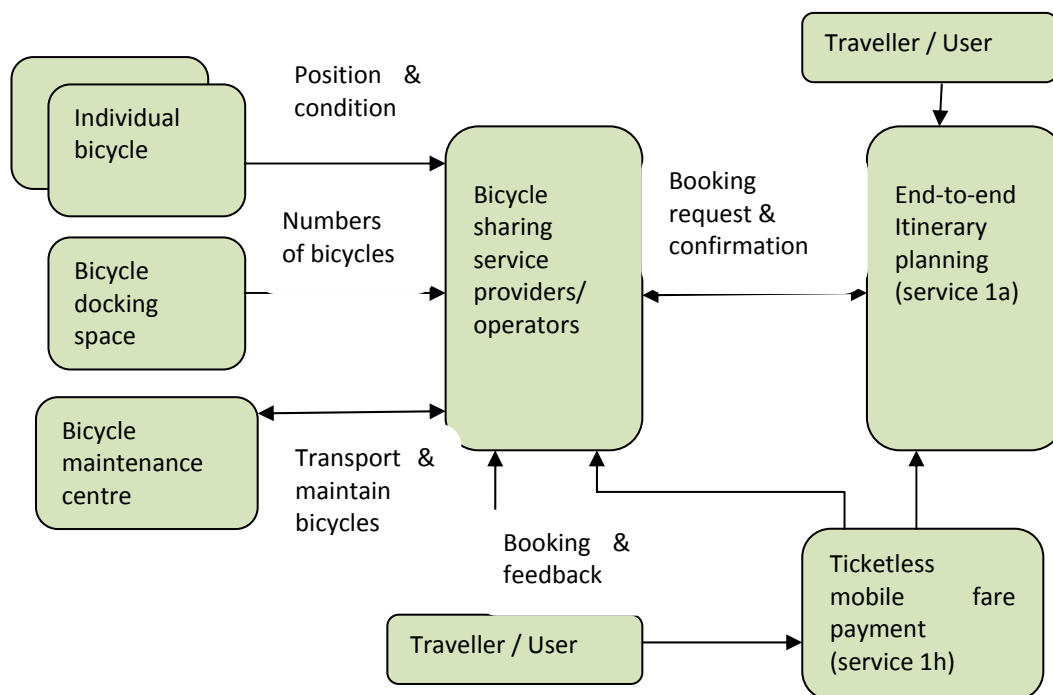 Traveller / User
Position & 
condition
Individual
bicycle
Bicycle
sharing
service
providers/
operators
Booking
request &
confirmation
End-to-end
Itinerary
planning
(service 1a)
Numbers
of bicycles
Bicycle
docking
space
Bicycle
maintenance
centre
Transport &
maintain
bicycles
Booking &
feedback
Ticketless
mobile fare
payment
(service 1h)
Traveller / User